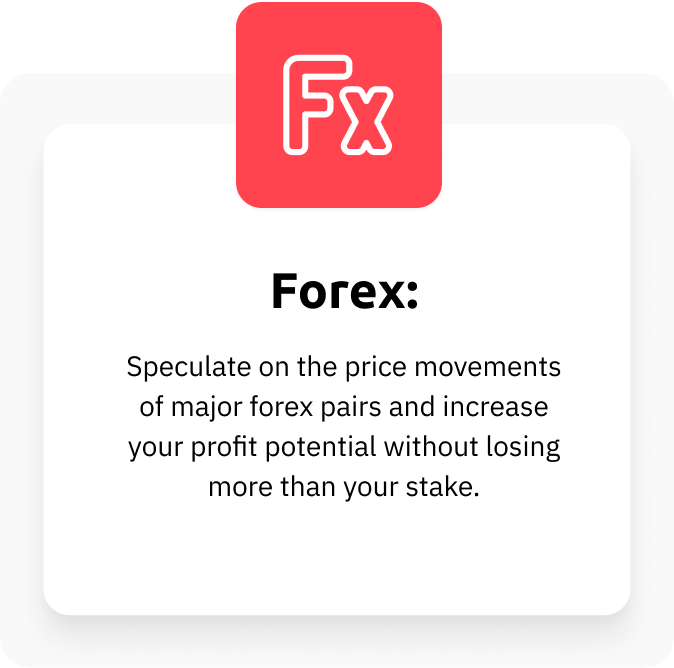 Fx
Forex:
Speculate on the price movements
of major forex pairs and increase
your profit potential without losing
more than your stake.